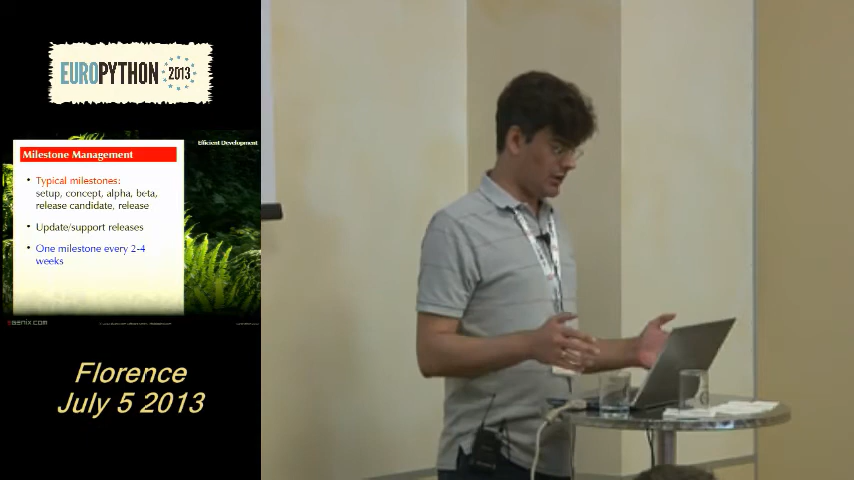 EUROPYTHON 2013
Efficient Development
Milestone Management
• Typical milestones:
setup, concept, alpha, beta,
release candidate, release
• Update/support releases
• One milestone every 2-4
weeks
Florence
July 5 2013